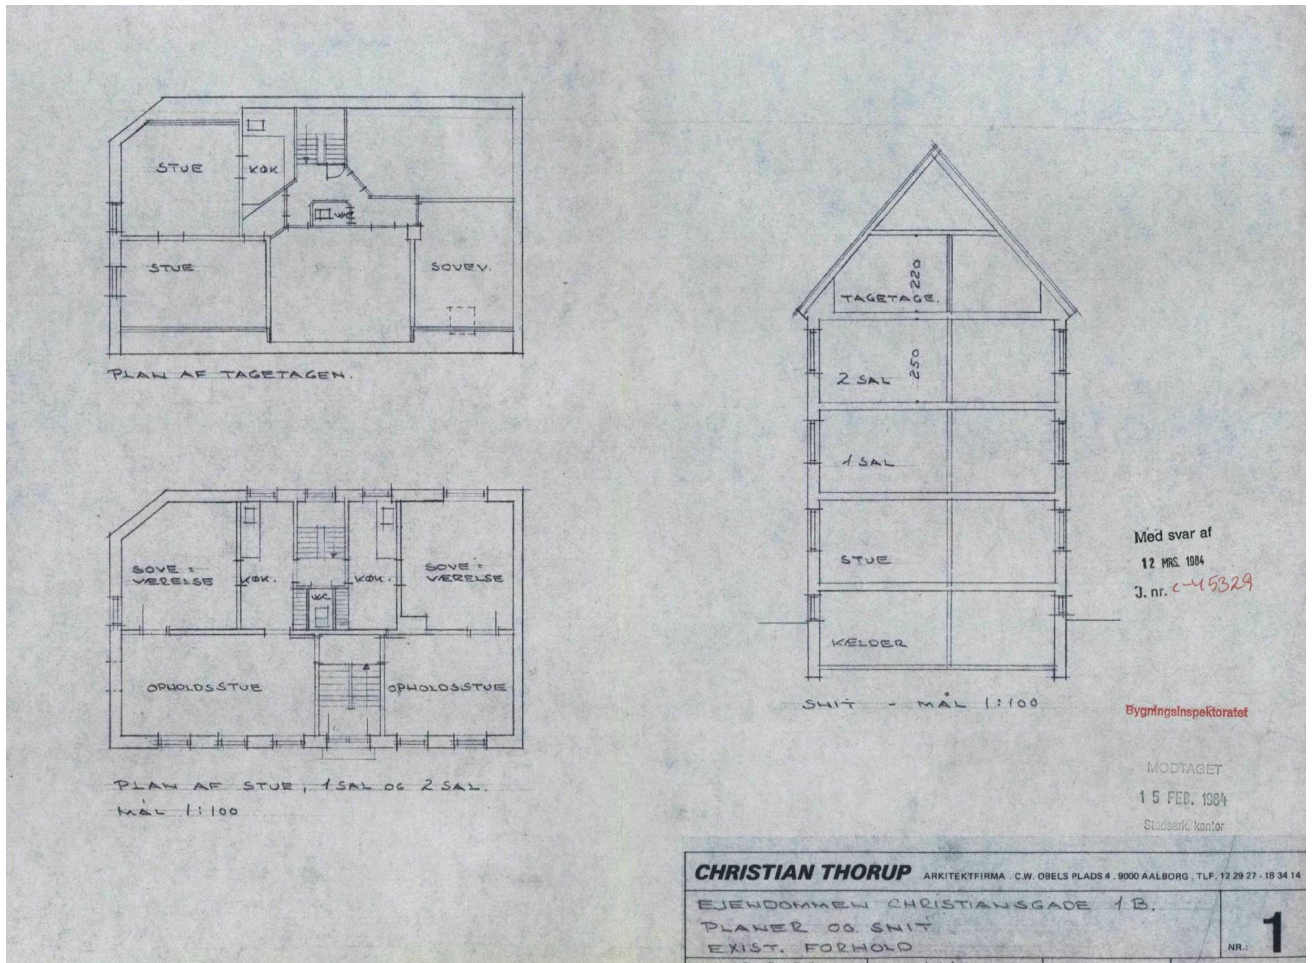 STUE
KØK
WC
STUE
SOVEV.
PLAN AF TAGETAGEN.
SOVE=
VÆRELSE
KØK.
WC
KØK.
SOVE=
VÆRELSE
OPHOLDSSTUE
OPHOLDSSTUE
PLAN AF STUE, 1 SAL OG 2 SAL.
MÅL 1:100
220
TAGETAGE.
250
2 SAL
1 SAL
STUE
KÆLDER
SNIT - MÅL 1:100
Med svar af
12 MRS. 1984
J. nr.
Bygningsinspektoratet
MODTAGET
15 FEB. 1984
Stadsark. kontor
CHRISTIAN THORUP ARKITEKTFIRMA . C.W. OBELS PLADS 4 . 9000 AALBORG . TLF. 12 29 27 - 18 34 14
EJENDOMMEN CHRISTIANSGADE 1B.
PLANER OG SNIT
EXIST. FORHOLD
NR.: 1